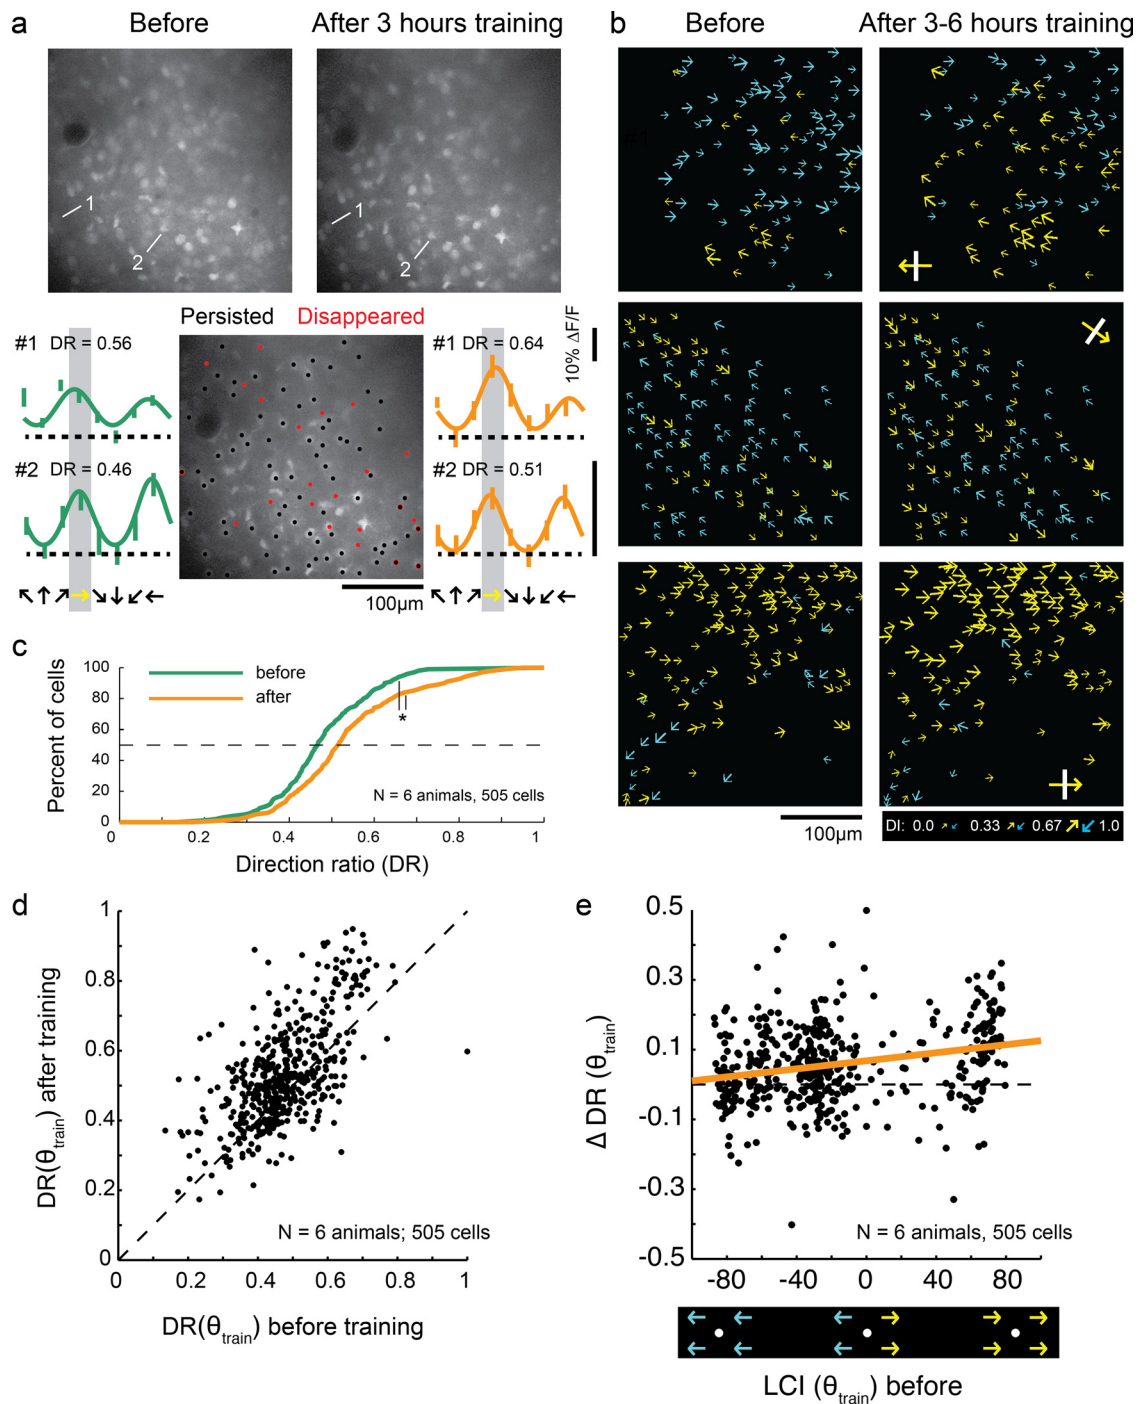 a
Before
After 3 hours training
1
2
1
2
Persisted
Disappeared
10% ΔF/F
#1 DR = 0.56
#1 DR = 0.64
#2 DR = 0.46
#2 DR = 0.51
100µm
b
Before
After 3-6 hours training
#1
100µm
DI: 0.0 0.33 0.67 1.0
c
Percent of cells
100
80
60
40
20
0
before
after
*
N = 6 animals, 505 cells
0
0.2
0.4
0.6
0.8
1
Direction ratio (DR)
d
DR(θtrain) after training
1
0.8
0.6
0.4
0.2
0
N = 6 animals; 505 cells
0
0.2
0.4
0.6
0.8
1
DR(θtrain) before training
e
Δ DR (θtrain)
0.5
0.3
0.1
-0.1
-0.3
-0.5
N = 6 animals, 505 cells
-80
-40
0
40
80
LCI (θtrain) before